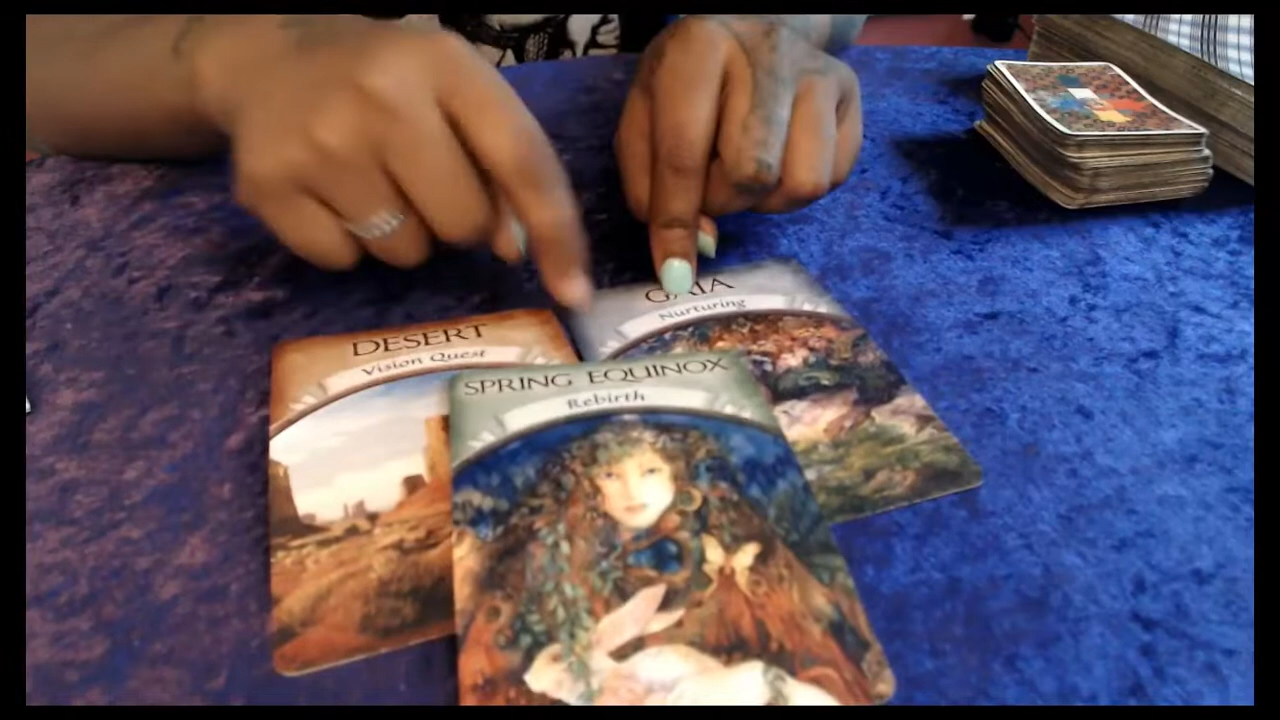 GAIA
Nurturing
DESERT
Vision Quest
SPRING EQUINOX
Rebirth